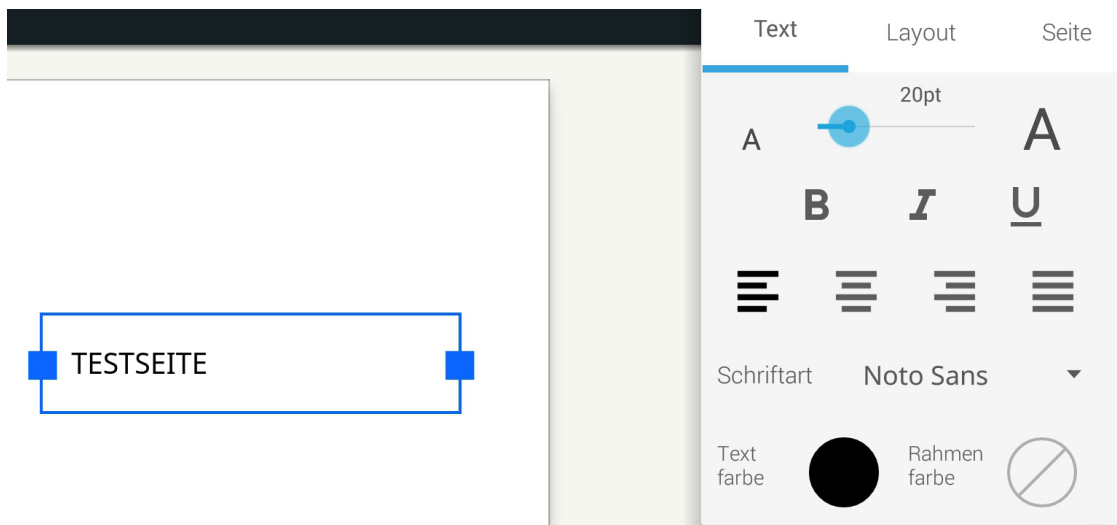 Text Layout Seite
20pt
A A
B I U
TESTSEITE
Schriftart Noto Sans
Text
farbe
Rahmen
farbe